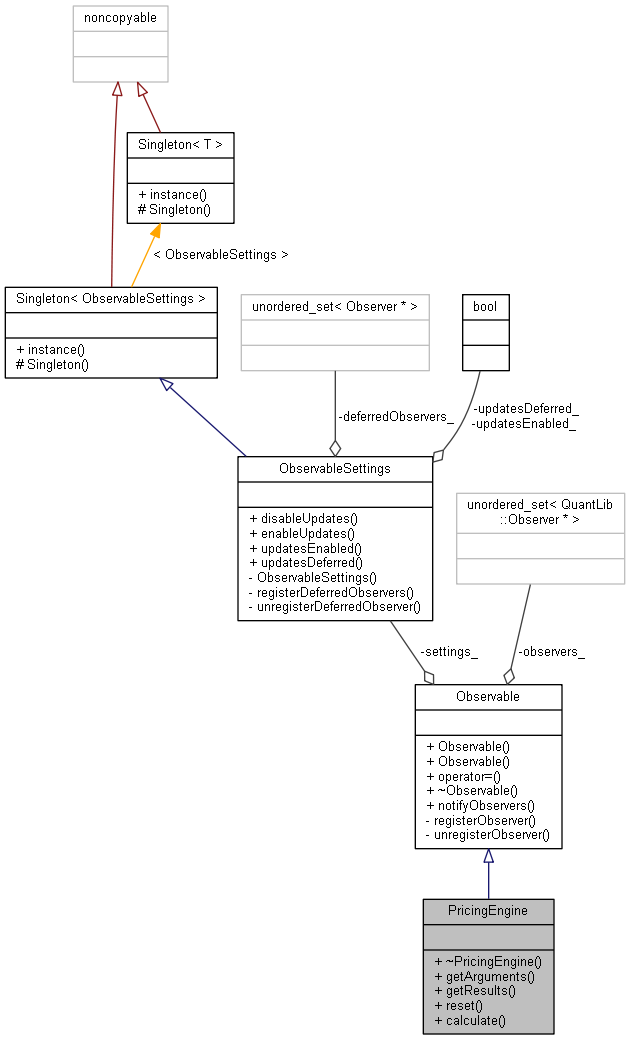 noncopyable
Singleton< T >
+ instance()
# Singleton()
< ObservableSettings >
Singleton< ObservableSettings >
+ instance()
# Singleton()
unordered_set< Observer * >
bool
-deferredObservers_
-updatesDeferred_
-updatesEnabled_
ObservableSettings
+ disableUpdates()
+ enableUpdates()
+ updatesEnabled()
+ updatesDeferred()
- ObservableSettings()
- registerDeferredObservers()
- unregisterDeferredObserver()
unordered_set< QuantLib
::Observer * >
-settings_
-observers_
Observable
+ Observable()
+ Observable()
+ operator=()
+ ~Observable()
+ notifyObservers()
- registerObserver()
- unregisterObserver()
PricingEngine
+ ~PricingEngine()
+ getArguments()
+ getResults()
+ reset()
+ calculate()